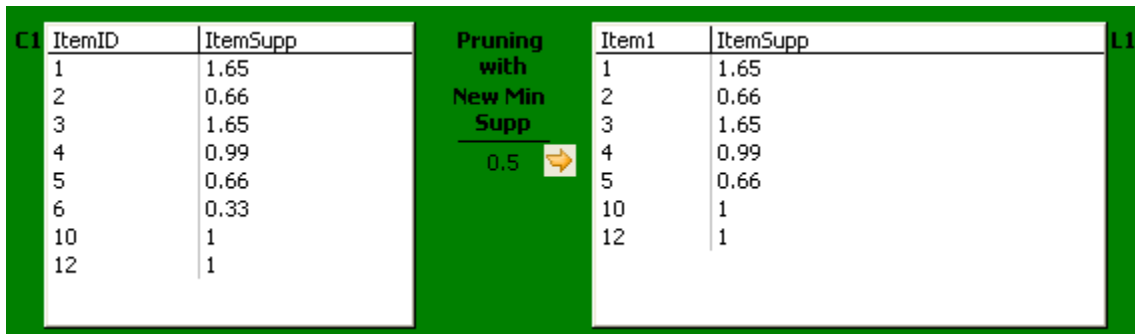 C1
ItemID ItemSupp
1 1.65
2 0.66
3 1.65
4 0.99
5 0.66
6 0.33
10 1
12 1
Pruning
with
New Min
Supp
0.5
Item1 ItemSupp
1 1.65
2 0.66
3 1.65
4 0.99
5 0.66
10 1
12 1
L1